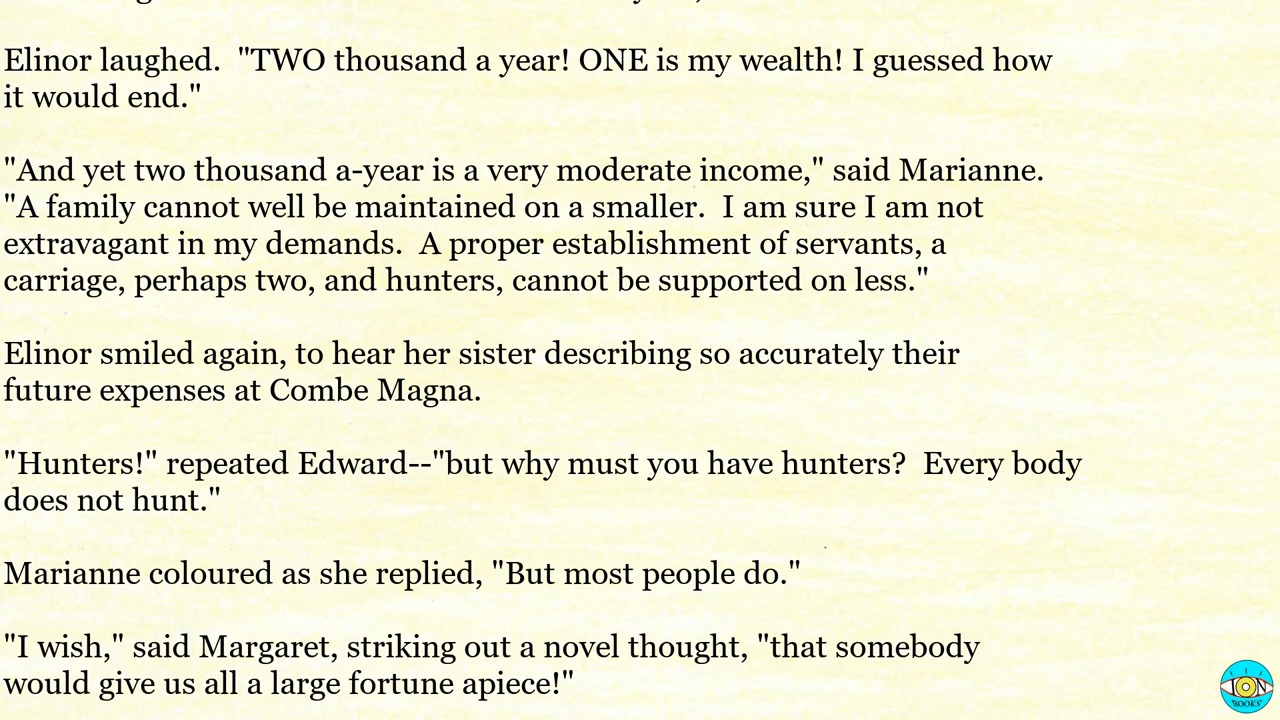 Elinor laughed.  "TWO thousand a year! ONE is my wealth! I guessed how
it would end."
"And yet two thousand a-year is a very moderate income," said Marianne.
"A family cannot well be maintained on a smaller.  I am sure I am not
extravagant in my demands.  A proper establishment of servants, a
carriage, perhaps two, and hunters, cannot be supported on less."
Elinor smiled again, to hear her sister describing so accurately their
future expenses at Combe Magna.
"Hunters!" repeated Edward--"but why must you have hunters?  Every body
does not hunt."
Marianne coloured as she replied, "But most people do."
"I wish," said Margaret, striking out a novel thought, "that somebody
would give us all a large fortune apiece!"
ION
BOOKS